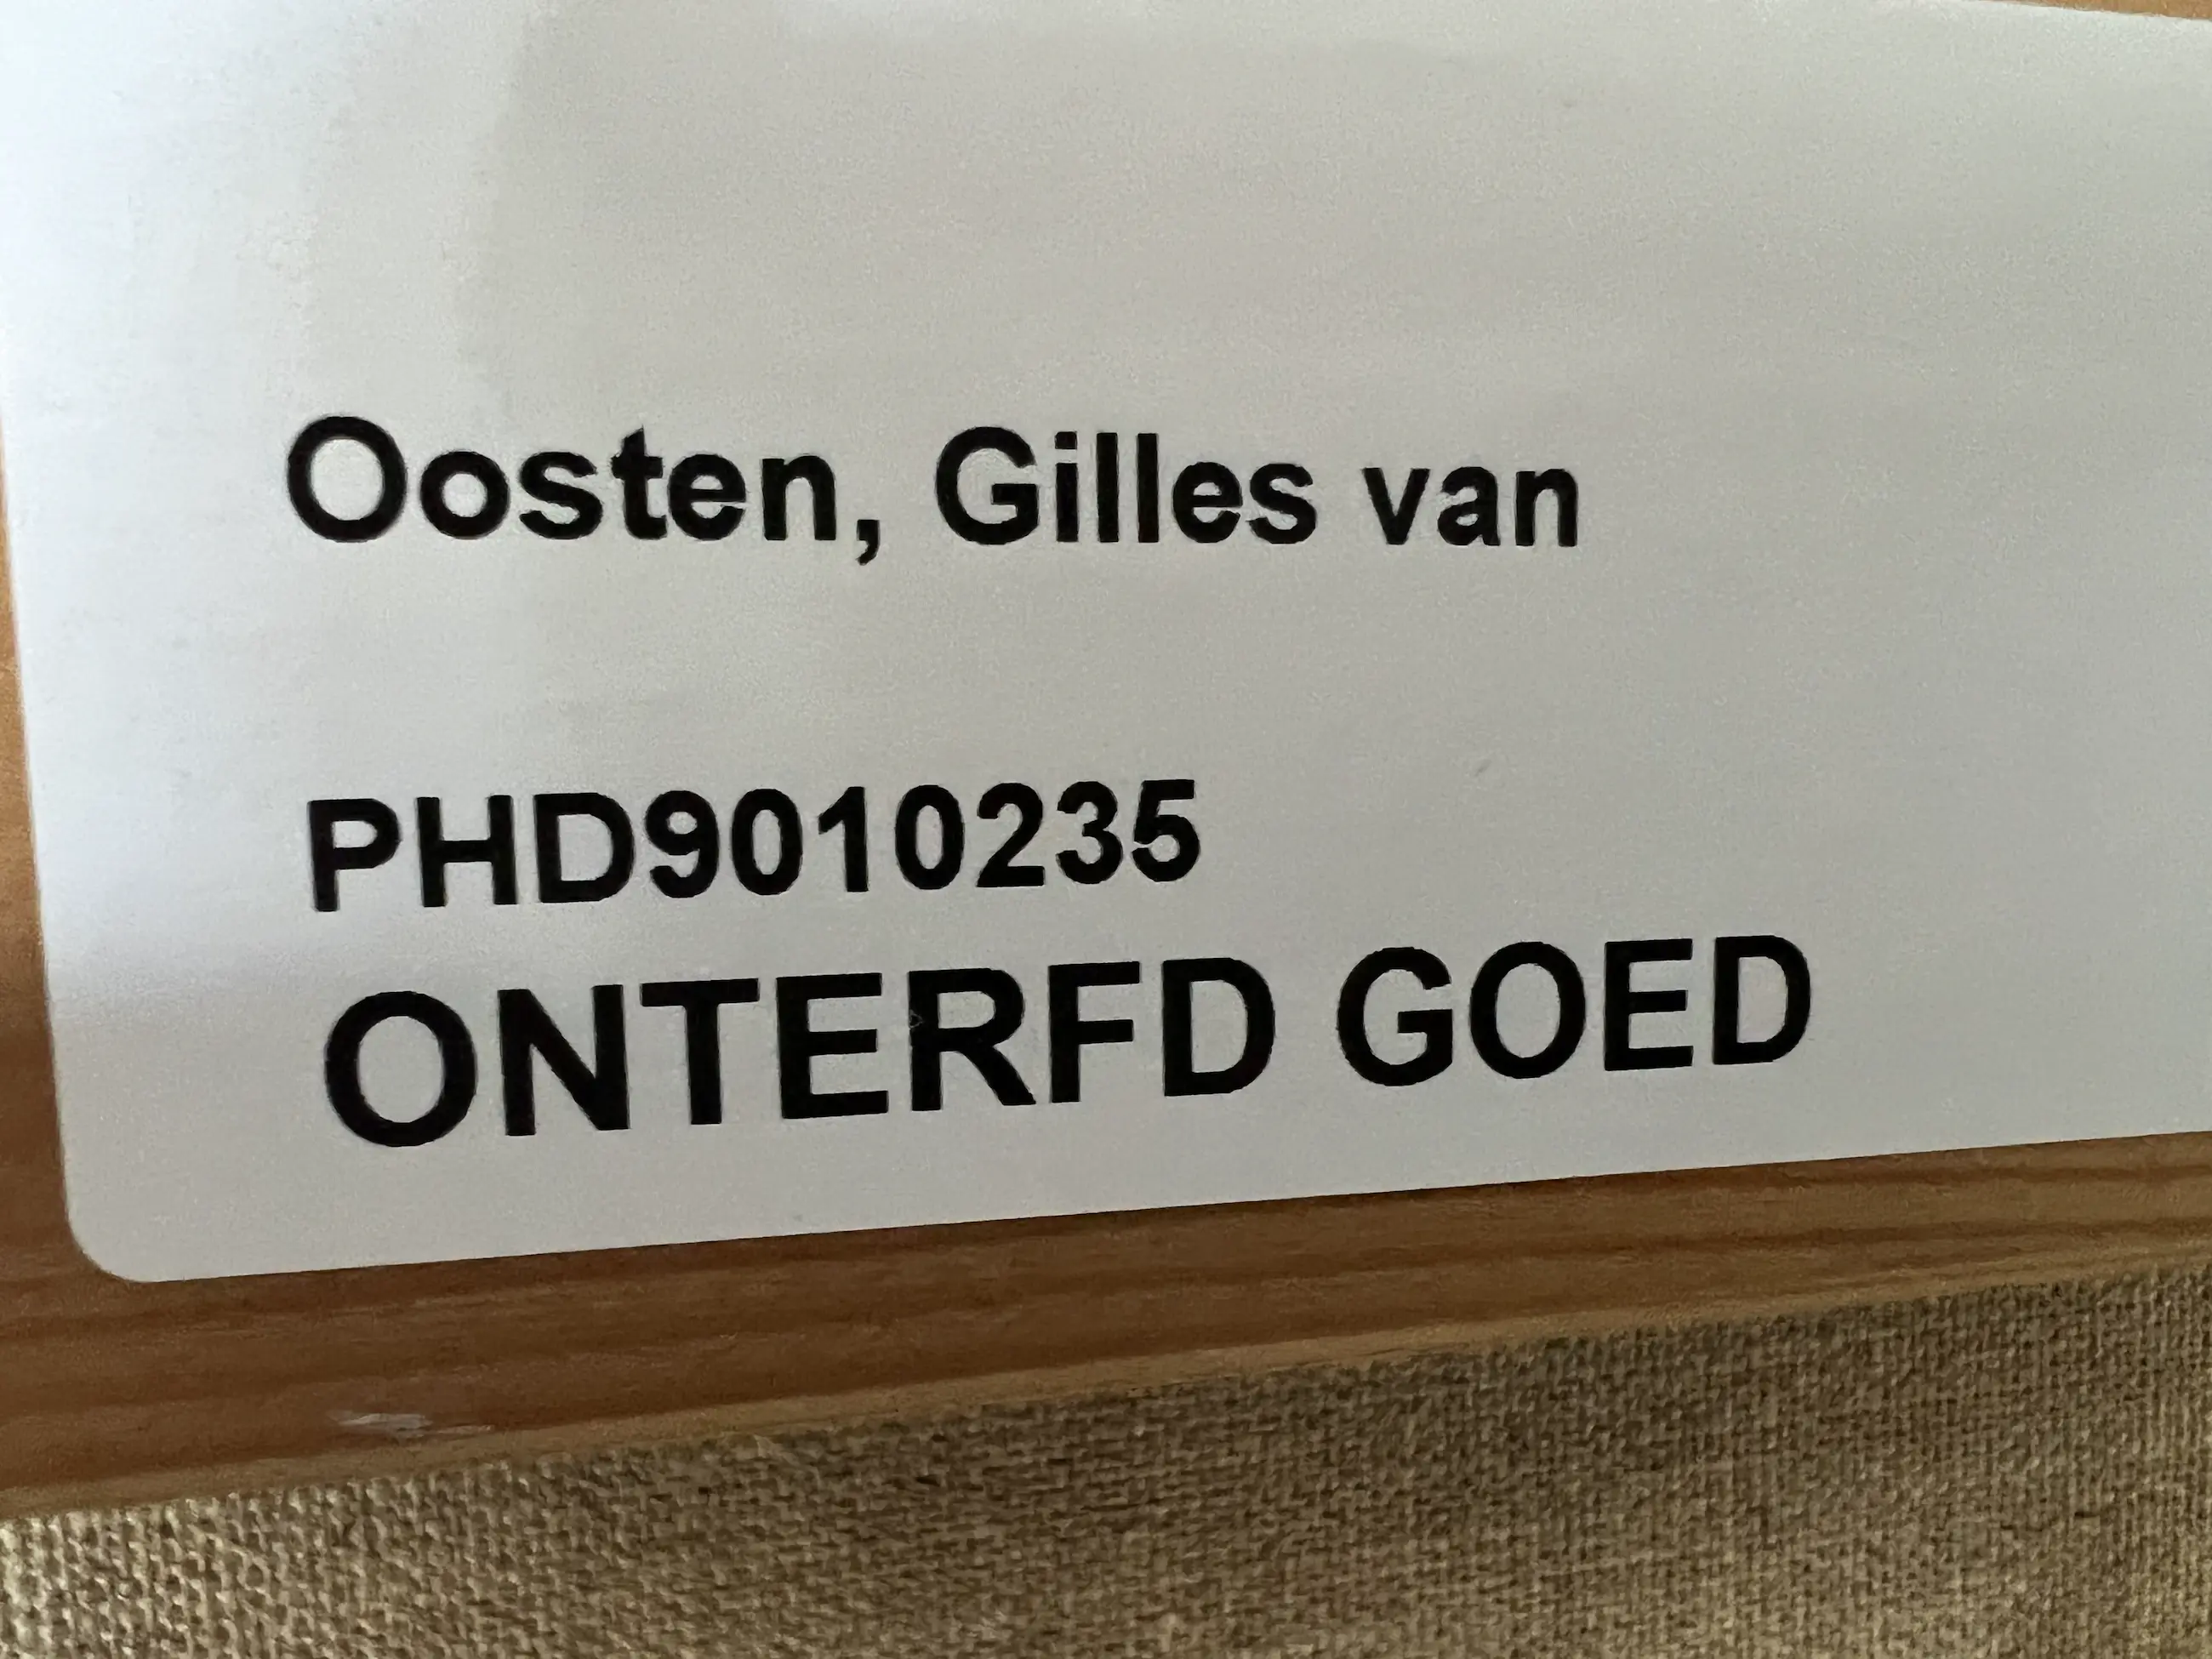 Oosten, Gilles van
PHD9010235
ONTERFD GOED